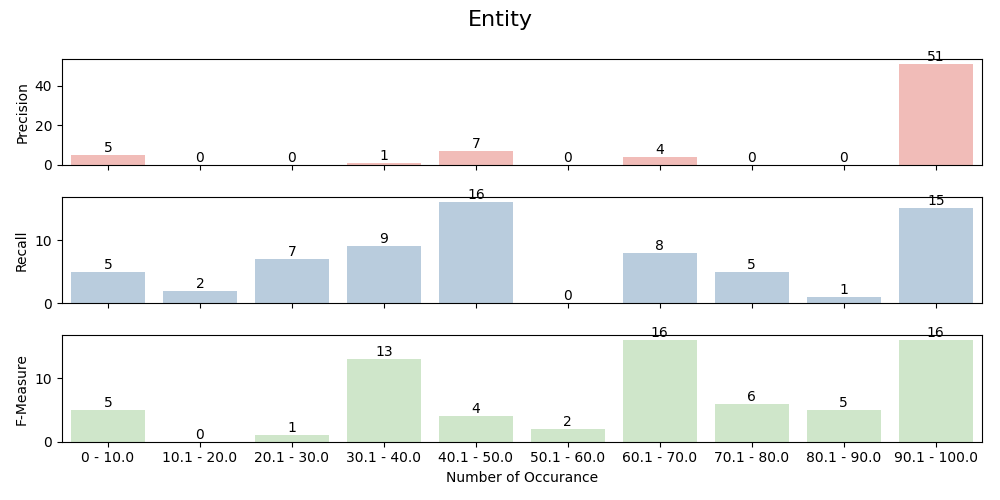 Entity
Precision
40
20
0
5 0 0 1 7 0 4 0 0 51
Recall
10
0
5 2 7 9 16 0 8 5 1 15
F-Measure
10
0
5 0 1 13 4 2 16 6 5 16
0 - 10.0 10.1 - 20.0 20.1 - 30.0 30.1 - 40.0 40.1 - 50.0 50.1 - 60.0 60.1 - 70.0 70.1 - 80.0 80.1 - 90.0 90.1 - 100.0
Number of Occurance